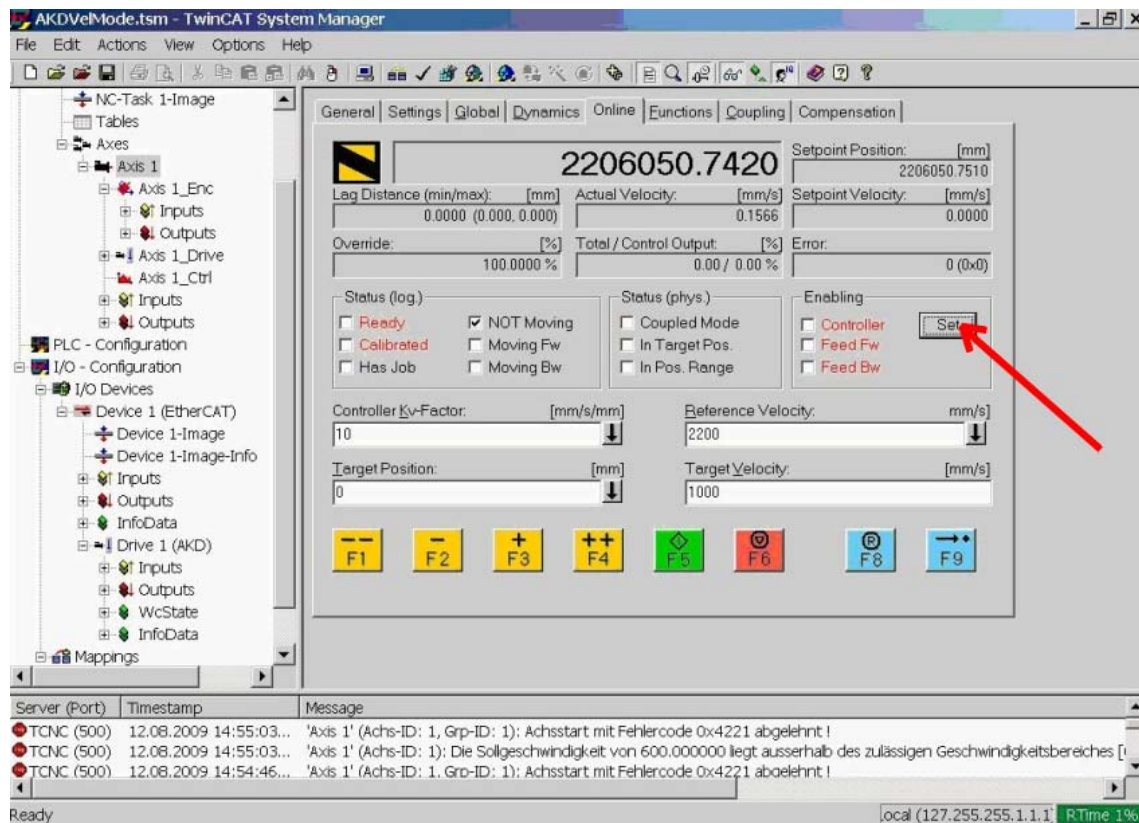 AKDVelMode.tsm - TwinCAT System Manager
File Edit Actions View Options Help
NC-Task 1-Image
Tables
Axes
Axis 1
Axis 1_Enc
Inputs
Outputs
Axis 1_Drive
Axis 1_Ctrl
Inputs
Outputs
PLC - Configuration
I/O - Configuration
I/O Devices
Device 1 (EtherCAT)
Device 1-Image
Device 1-Image-Info
Inputs
Outputs
InfoData
Drive 1 (AKD)
Inputs
Outputs
WcState
InfoData
Mappings
General Settings Global Dynamics Online Functions Coupling Compensation
2206050.7420
Setpoint Position: [mm]
2206050.7510
Lag Distance (min/max): [mm] Actual Velocity: [mm/s] Setpoint Velocity: [mm/s]
0.0000 (0.000, 0.000) 0.1566 0.0000
Override: [%] Total / Control Output: [%] Error:
100.0000 % 0.00 / 0.00 % 0 (0x0)
Status (log.) Status (phys.) Enabling
Ready NOT Moving Coupled Mode Controller Set
Calibrated Moving Fw In Target Pos. Feed Fw
Has Job Moving Bw In Pos. Range Feed Bw
Controller Kv-Factor: [mm/s/mm] Reference Velocity: mm/s]
10 2200
Target Position: [mm] Target Velocity: [mm/s]
0 1000
-- - + ++
F1 F2 F3 F4 F5 F6 F8 F9
Server (Port) Timestamp Message
TCNC (500) 12.08.2009 14:55:03... 'Axis 1' (Achs-ID: 1, Grp-ID: 1): Achsstart mit Fehlercode 0x4221 abgelehnt !
TCNC (500) 12.08.2009 14:55:03... 'Axis 1' (Achs-ID: 1): Die Sollgeschwindigkeit von 600.000000 liegt ausserhalb des zulässigen Geschwindigkeitsbereiches [
TCNC (500) 12.08.2009 14:54:46... 'Axis 1' (Achs-ID: 1, Grp-ID: 1): Achsstart mit Fehlercode 0x4221 abgelehnt !
Ready
.ocal (127.255.255.1.1.1) RTime 1%